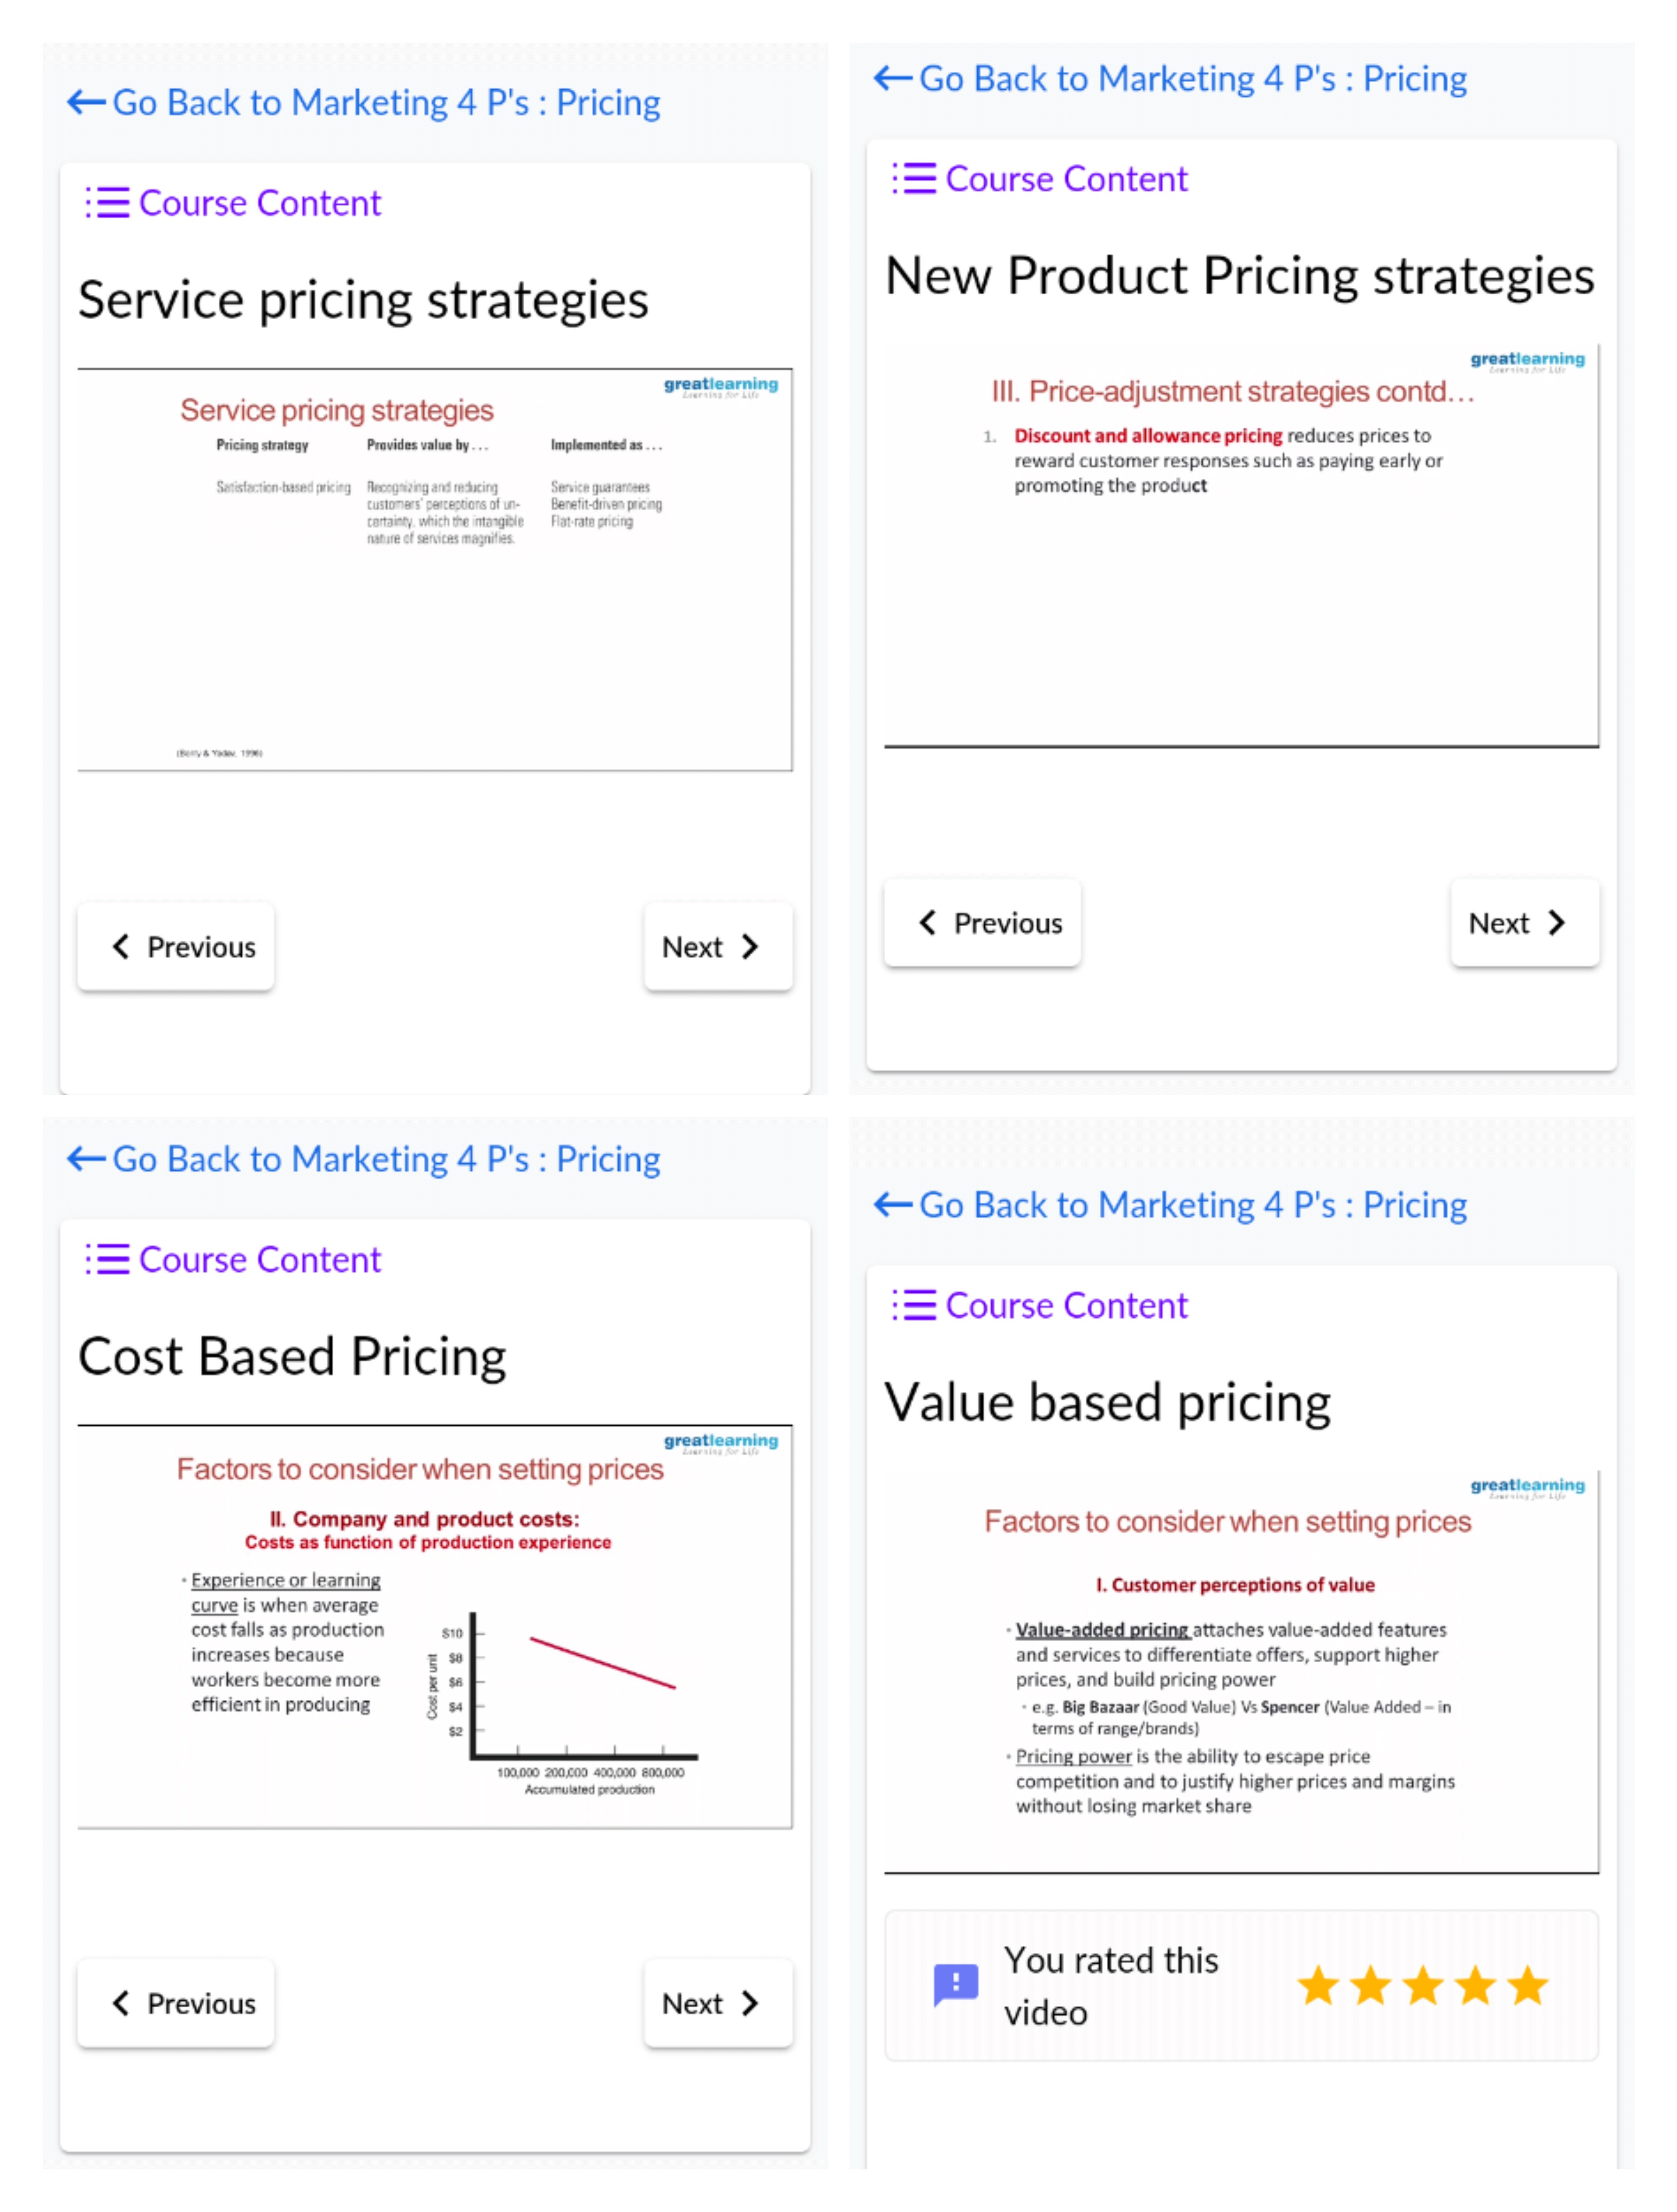 Go Back to Marketing 4 P's : Pricing
Course Content
Service pricing strategies
greatlearning
Learning for Life
Service pricing strategies
Pricing strategy Provides value by . . . Implemented as . . .
Satisfaction-based pricing Recognizing and reducing Service guarantees
customers' perceptions of un- Benefit-driven pricing
certainty, which the intangible Flat-rate pricing
nature of services magnifies.
(Berry & Yadav, 1996)
Previous Next
Go Back to Marketing 4 P's : Pricing
Course Content
New Product Pricing strategies
greatlearning
Learning for Life
III. Price-adjustment strategies contd...
1. Discount and allowance pricing reduces prices to
reward customer responses such as paying early or
promoting the product
Previous Next
Go Back to Marketing 4 P's : Pricing
Course Content
Cost Based Pricing
greatlearning
Learning for Life
Factors to consider when setting prices
II. Company and product costs:
Costs as function of production experience
• Experience or learning
curve is when average
cost falls as production
increases because
workers become more
efficient in producing
Cost per unit
$10
$8
$6
$4
$2
100,000 200,000 400,000 800,000
Accumulated production
Previous Next
Go Back to Marketing 4 P's : Pricing
Course Content
Value based pricing
greatlearning
Learning for Life
Factors to consider when setting prices
I. Customer perceptions of value
• Value-added pricing attaches value-added features
and services to differentiate offers, support higher
prices, and build pricing power
• e.g. Big Bazaar (Good Value) Vs Spencer (Value Added – in
terms of range/brands)
• Pricing power is the ability to escape price
competition and to justify higher prices and margins
without losing market share
You rated this
video